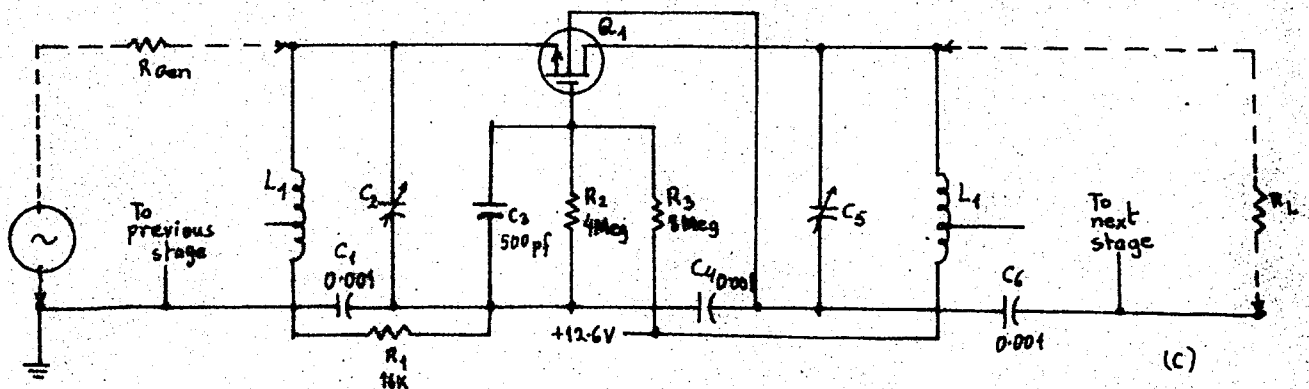 Q1
RGen
L1
C2
C3
500pf
R2
4Meg
R3
8Meg
C5
L1
To
next
stage
RL
To
previous
stage
C1
0.001
C4 0.001
C6
0.001
+12.6V
R1
(C)